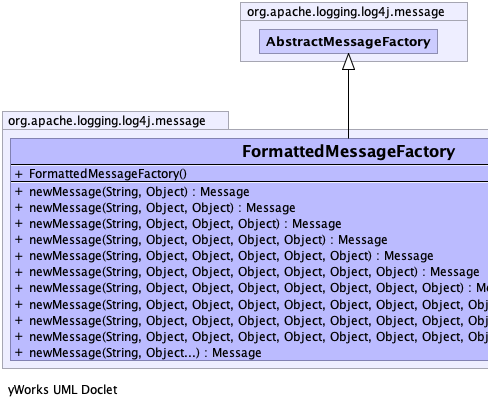 org.apache.logging.log4j.message
AbstractMessageFactory
org.apache.logging.log4j.message
FormattedMessageFactory
+ FormattedMessageFactory()
+ newMessage(String, Object) : Message
+ newMessage(String, Object, Object) : Message
+ newMessage(String, Object, Object, Object) : Message
+ newMessage(String, Object, Object, Object, Object) : Message
+ newMessage(String, Object, Object, Object, Object, Object) : Message
+ newMessage(String, Object, Object, Object, Object, Object, Object) : Message
+ newMessage(String, Object, Object, Object, Object, Object, Object, Object) : M
+ newMessage(String, Object, Object, Object, Object, Object, Object, Object, Obj
+ newMessage(String, Object, Object, Object, Object, Object, Object, Object, Obj
+ newMessage(String, Object, Object, Object, Object, Object, Object, Object, Obj
+ newMessage(String, Object...) : Message
yWorks UML Doclet